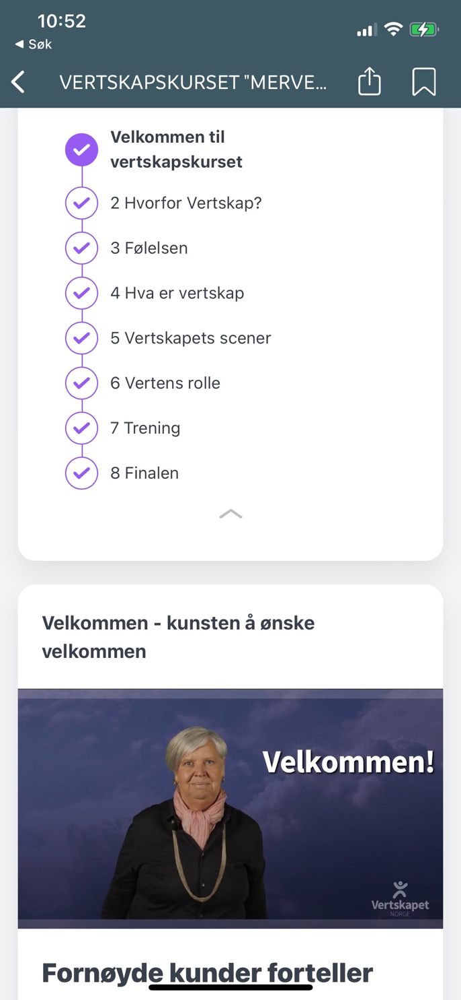 10:52
◀ Søk
VERTSKAPSKURSET "MERVE...
Velkommen til
vertskapskurset
2 Hvorfor Vertskap?
3 Følelsen
4 Hva er vertskap
5 Vertskapets scener
6 Vertens rolle
7 Trening
8 Finalen
Velkommen - kunsten å ønske
velkommen
Velkommen!
Vertskapet
NORGE
Fornøyde kunder forteller